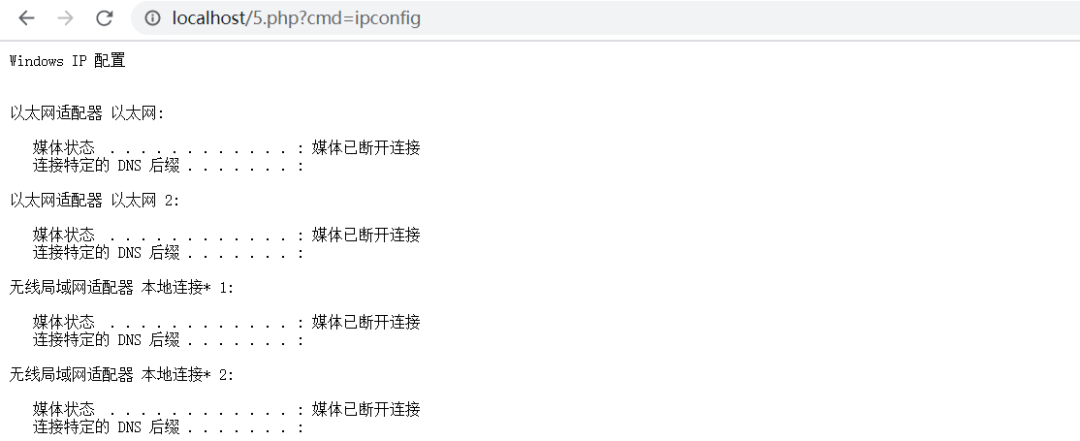 localhost/5.php?cmd=ipconfig
Windows IP 配置
以太网适配器 以太网:
媒体状态 . . . . . . . . . . . . : 媒体已断开连接
连接特定的 DNS 后缀 . . . . . . . :
以太网适配器 以太网 2:
媒体状态 . . . . . . . . . . . . : 媒体已断开连接
连接特定的 DNS 后缀 . . . . . . . :
无线局域网适配器 本地连接* 1:
媒体状态 . . . . . . . . . . . . : 媒体已断开连接
连接特定的 DNS 后缀 . . . . . . . :
无线局域网适配器 本地连接* 2:
媒体状态 . . . . . . . . . . . . : 媒体已断开连接
连接特定的 DNS 后缀 . . . . . . . :